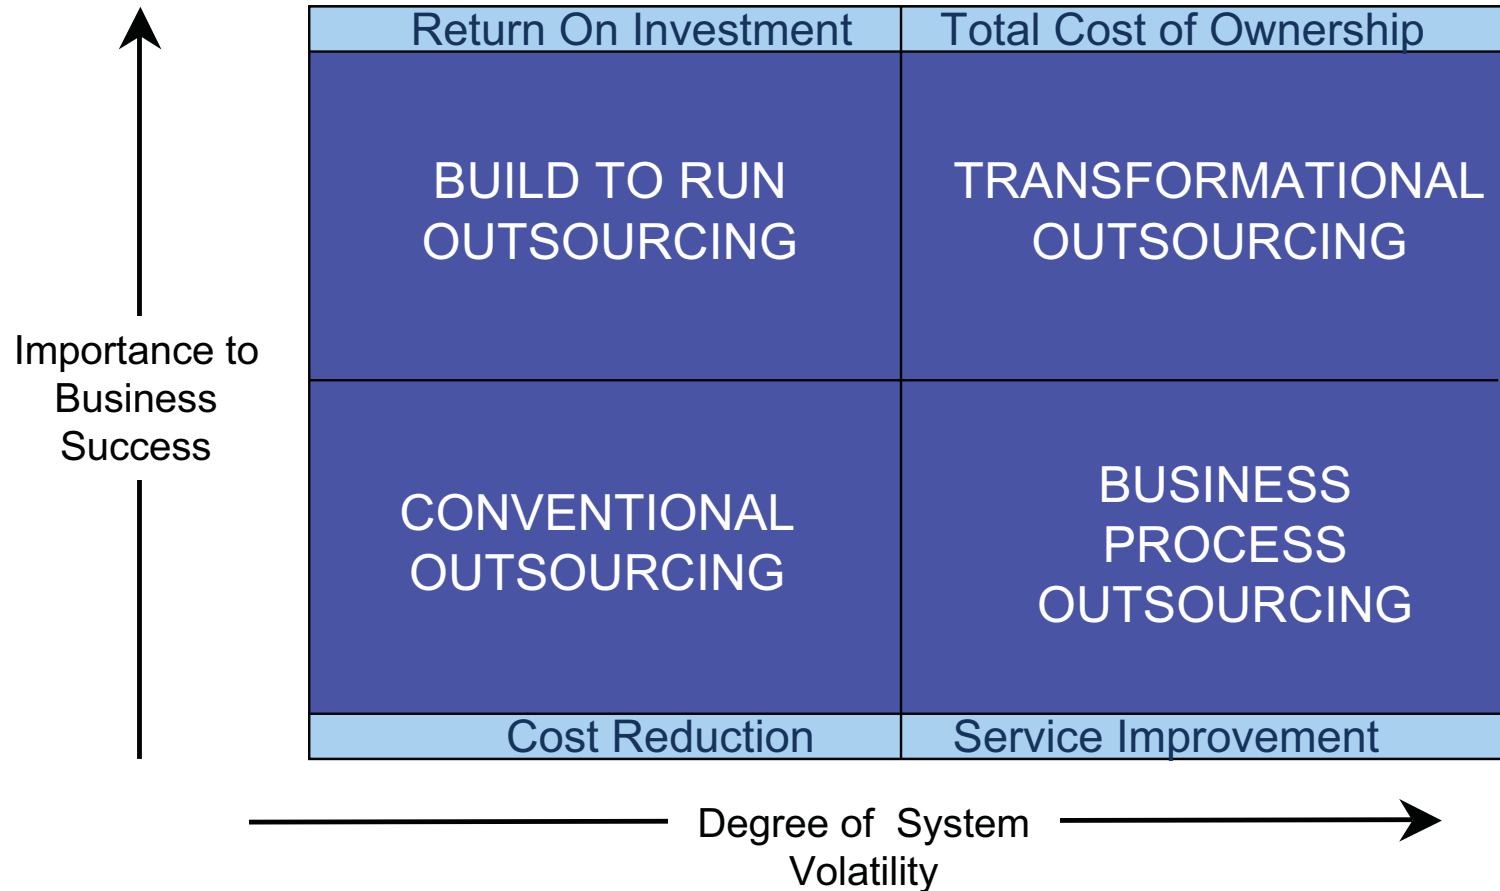 Return On Investment
Total Cost of Ownership
BUILD TO RUN
OUTSOURCING
TRANSFORMATIONAL
OUTSOURCING
Importance to
Business
Success
CONVENTIONAL
OUTSOURCING
BUSINESS
PROCESS
OUTSOURCING
Cost Reduction
Service Improvement
Degree of System
Volatility